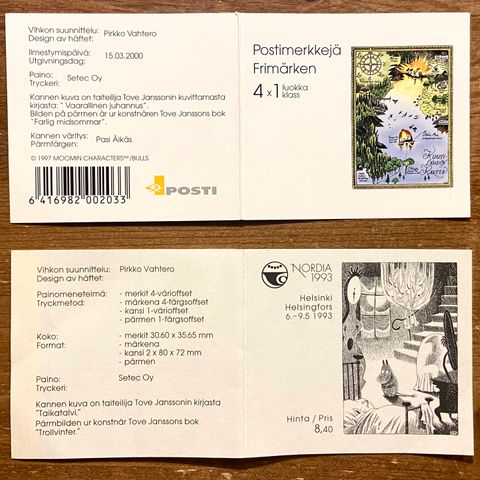 Vihkon suunnittelu: Pirkko Vahtero
Design av häftet:
Ilmestymispäivä: 15.03.2000
Utgivningsdag:
Paino: Setec Oy
Tryckeri:
Kannen kuva on taiteilija Tove Janssonin kuvittamasta
kirjasta: " Vaarallinen juhannus".
Bilden på pärmen är ur konstnären Tove Janssons bok
"Farlig midsommar".
Kannen väritys: Pasi Äikäs
Pärmfärgen:
© 1997 MOOMIN CHARACTERS™/BULLS
6 416982 002033
POSTI
Postimerkkejä
Frimärken
4 x 1 luokka
klass
Vihkon suunnittelu: Pirkko Vahtero
Design av häftet:
Painomenetelmä: - merkit 4-värioffset
Tryckmetod: - märkena 4-färgsoffset
- kansi 1-värioffset
- pärmen 1-färgsoffset
Koko: - merkit 30.60 x 35.65 mm
Format: - märkena
- kansi 2 x 80 x 72 mm
- pärmen
Paino: Setec Oy
Tryckeri:
Kannen kuva on taiteilija Tove Janssonin kirjasta
"Taikatalvi."
Pärmbilden ur konstnär Tove Janssons bok
"Trollvinter."
NORDIA
1993
Helsinki
Helsingfors
6.–9.5 1993
Hinta / Pris
8,40